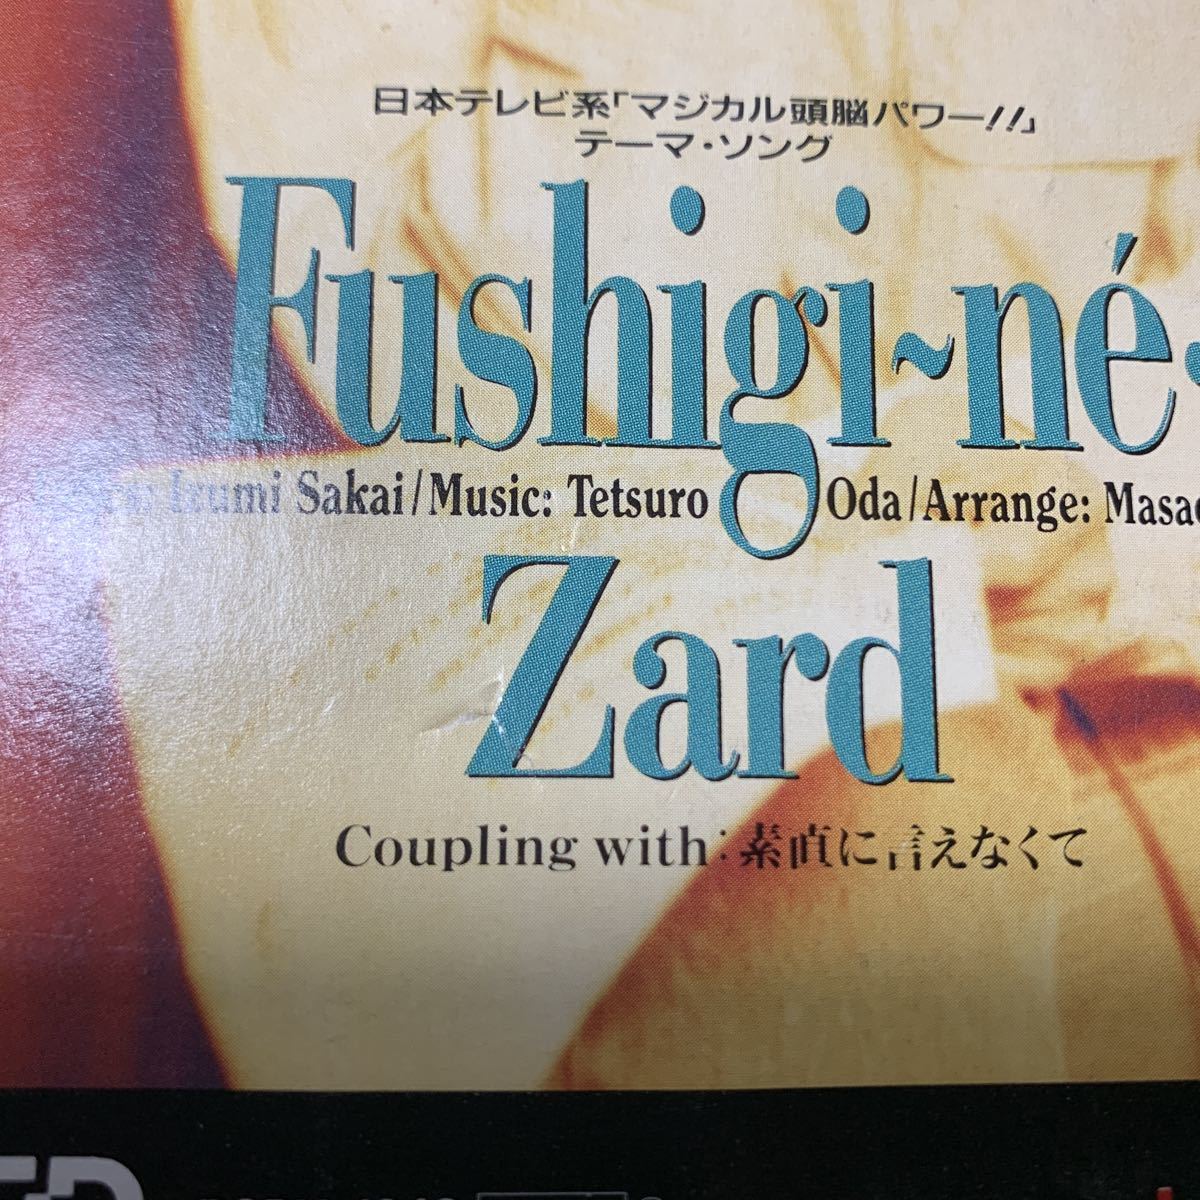 日本テレビ系「マジカル頭脳パワー!!」
テーマ・ソング
Fushigi~né・
Izumi Sakai/Music: Tetsuro Oda/Arrange:
Zard
Coupling with:素直に言えなくて